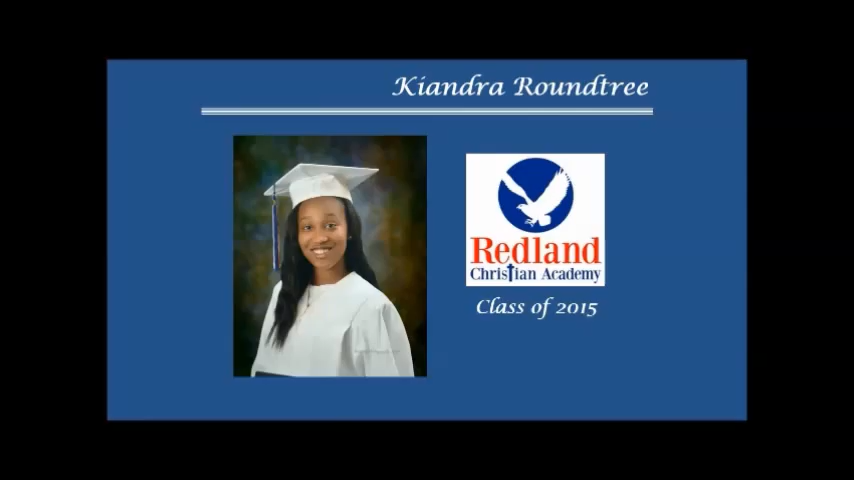 Kiandra Roundtree
Redland
Christian Academy
Class of 2015